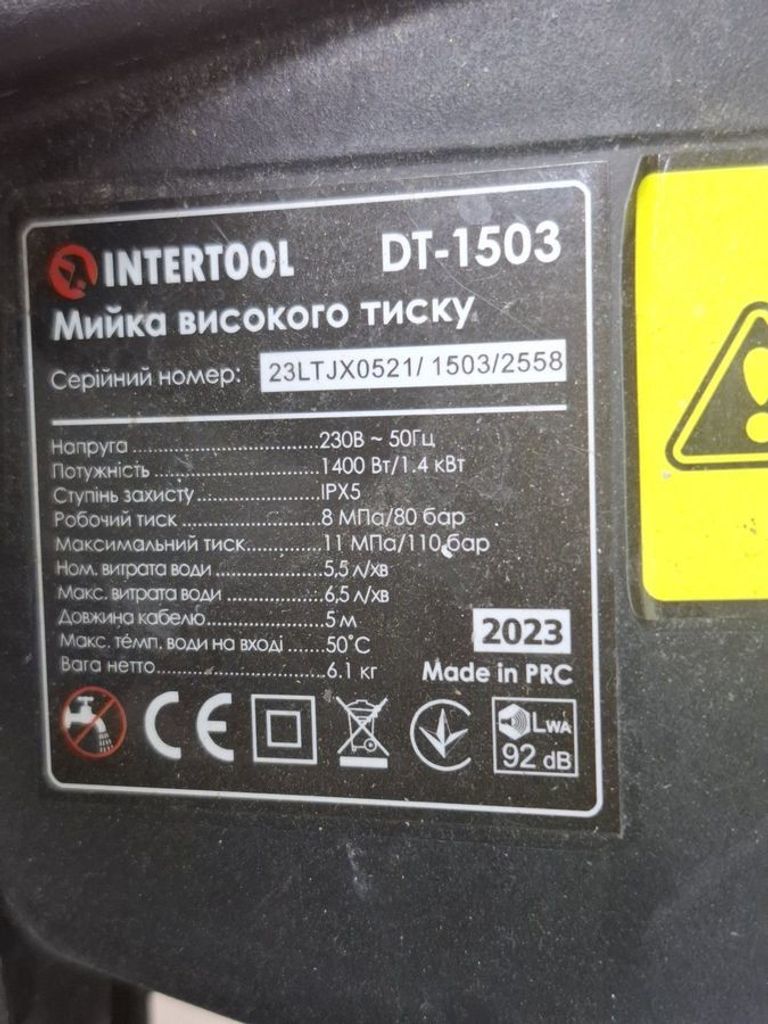 INTERTOOL DT-1503
Мийка високого тиску
Серійний номер: 23LTJX0521/ 1503/2558
Напруга..............................230В ~ 50Гц
Потужність..........................1400 Вт/1.4 кВт
Ступінь захисту...................IPX5
Робочий тиск......................8 МПа/80 бар
Максимальний тиск...........11 МПа/110 бар
Ном. витрата води..................5,5 л/хв
Макс. витрата води................6,5 л/хв
Довжина кабелю..................5 м
Макс. темп. води на вході......50°C
Вага нетто...........................6.1 кг
2023
Made in PRC
CE
LWA
92 dB